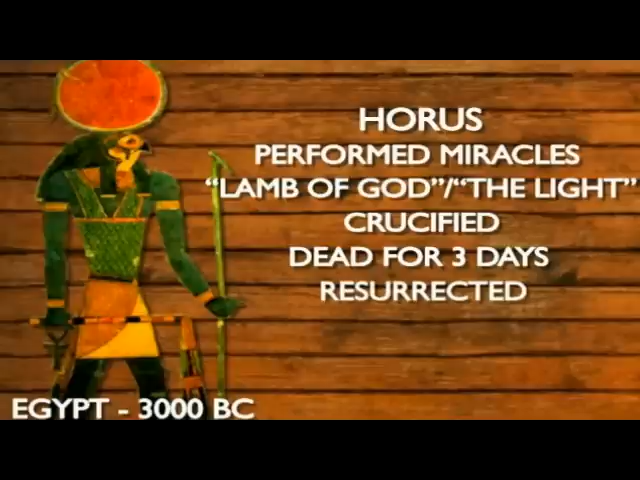 HORUS
PERFORMED MIRACLES
“LAMB OF GOD”/“THE LIGHT”
CRUCIFIED
DEAD FOR 3 DAYS
RESURRECTED
EGYPT - 3000 BC